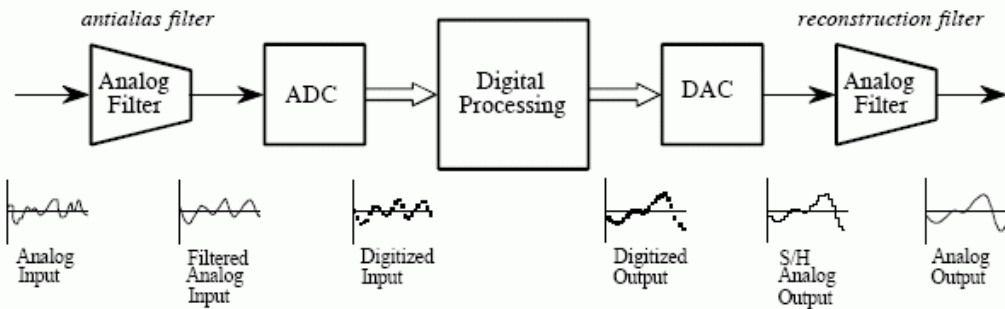 antialias filter
reconstruction filter
Analog
Filter
ADC
Digital
Processing
DAC
Analog
Filter
Analog
Input
Filtered
Analog
Input
Digitized
Input
Digitized
Output
S/H
Analog
Output
Analog
Output